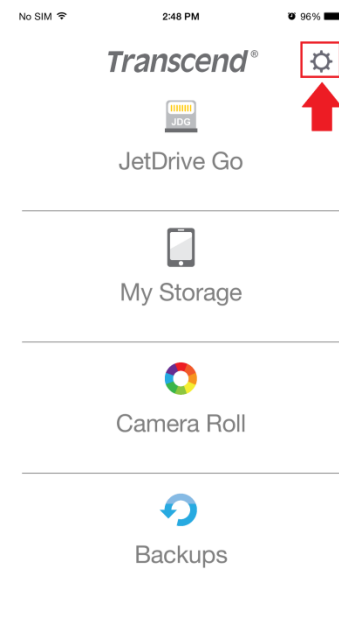 No SIM 2:48 PM 96%
Transcend®
JDG
JetDrive Go
My Storage
Camera Roll
Backups